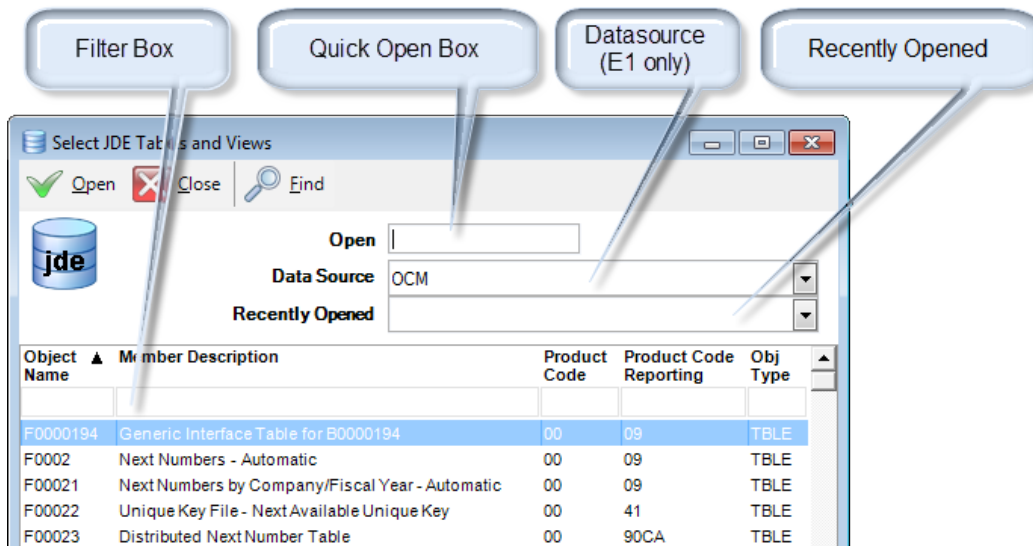 Filter Box
Quick Open Box
Datasource
(E1 only)
Recently Opened
Select JDE Tables and Views
Open Close Find
jde
Open
Data Source OCM
Recently Opened
Object Member Description Product Product Code Obj
Name Code Reporting Type
F0000194 Generic Interface Table for B0000194 00 09 TBLE
F0002 Next Numbers - Automatic 00 09 TBLE
F00021 Next Numbers by Company/Fiscal Year - Automatic 00 09 TBLE
F00022 Unique Key File - Next Available Unique Key 00 41 TBLE
F00023 Distributed Next Number Table 00 90CA TBLE